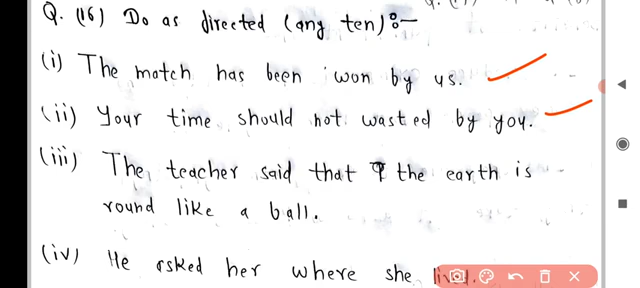 Q. (16) Do as directed (any ten):—
(i) The match has been won by us.
(ii) Your time should not wasted by you.
(iii) The teacher said that the earth is
round like a ball.
(iv) He asked her where she lived.